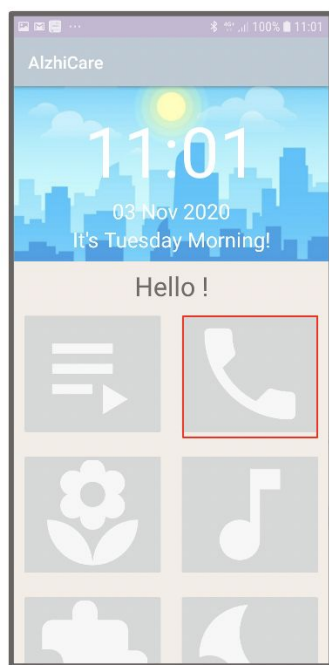 100% 11:01
AlzhiCare
11:01
03 Nov 2020
It's Tuesday Morning!
Hello !